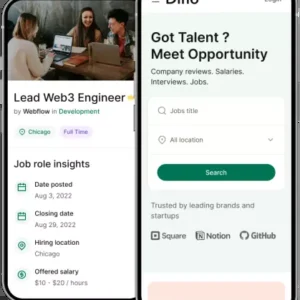 Lead Web3 Engineer
by Webflow in Development
Chicago
Full Time
Job role insights
Date posted
Aug 3, 2022
Closing date
Aug 29, 2022
Hiring location
Chicago
Offered salary
$10 - $20 / hours
Dino
Login
Got Talent ?
Meet Opportunity
Company reviews. Salaries.
Interviews. Jobs.
Jobs title
All location
Search
Trusted by leading brands and
startups
Square
Notion
GitHub